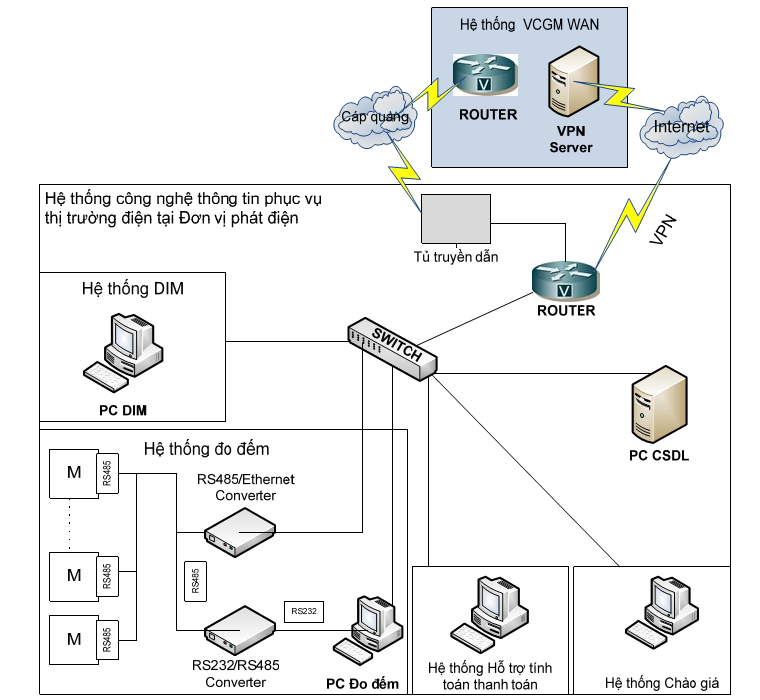 Hệ thống VCGM WAN
V
ROUTER
VPN
Server
Cáp quang
Internet
Hệ thống công nghệ thông tin phục vụ
thị trường điện tại Đơn vị phát điện
Tủ truyền dẫn
VPN
V
ROUTER
Hệ thống DIM
PC DIM
SWITCH
PC CSDL
Hệ thống đo đếm
M
RS485
RS485/Ethernet
Converter
M
RS485
RS485
M
RS485
RS232
RS232/RS485
Converter
PC Đo đếm
Hệ thống Hỗ trợ tính
toán thanh toán
Hệ thống Chào giá